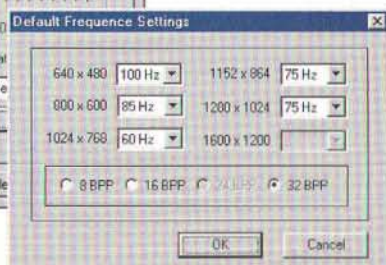 Default Frequence Settings
640 x 480 100 Hz 1152 x 864 75 Hz
800 x 600 85 Hz 1280 x 1024 75 Hz
1024 x 768 60 Hz 1600 x 1200
8 BPP 16 BPP 24 BPP 32 BPP
OK Cancel